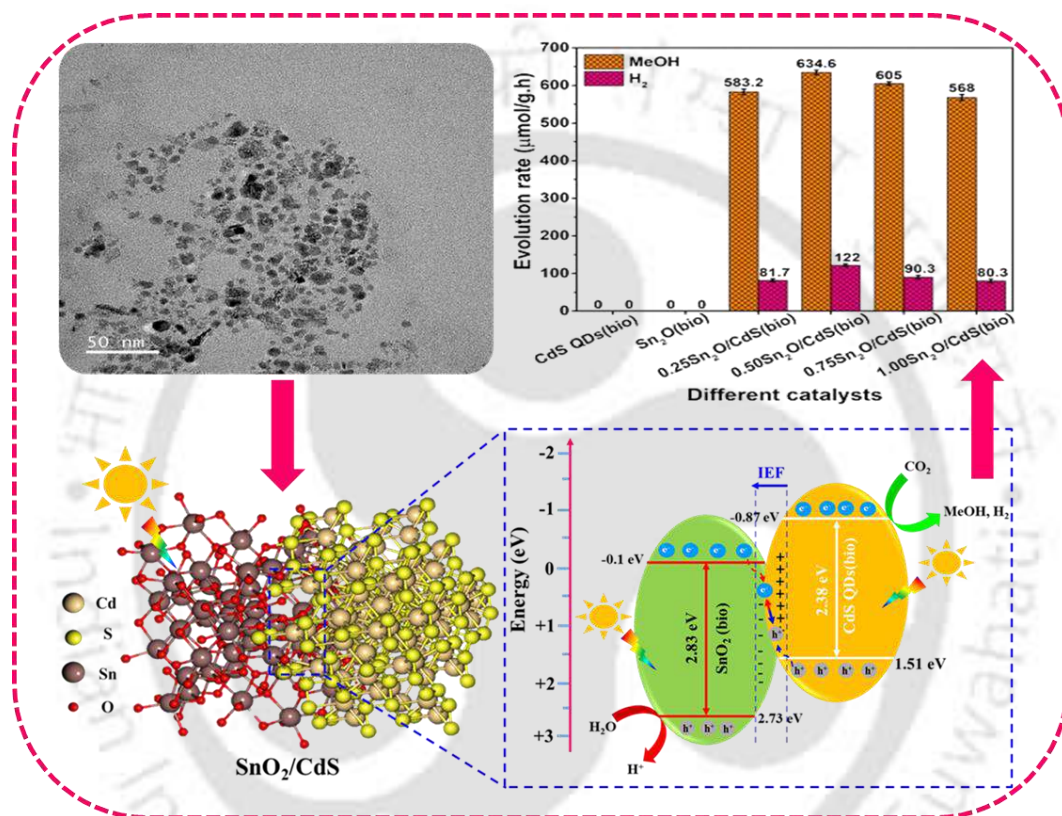 50 nm
700
600
500
400
300
200
100
0
Evolution rate (μmol/g.h)
MeOH
H₂
0
0
0
0
583.2
81.7
634.6
122
605
90.3
568
80.3
CdS QDs(bio)
Sn₂O(bio)
0.25Sn₂O/CdS(bio)
0.50Sn₂O/CdS(bio)
0.75Sn₂O/CdS(bio)
1.00Sn₂O/CdS(bio)
Different catalysts
Cd
S
Sn
O
SnO₂/CdS
Energy (eV)
-2
-1
0
+1
+2
+3
IEF
-0.1 eV
-0.87 eV
e⁻ e⁻ e⁻ e⁻
e⁻ e⁻ e⁻ e⁻
e⁻
h⁺
2.83 eV
SnO₂ (bio)
2.38 eV
CdS QDs(bio)
CO₂
MeOH, H₂
1.51 eV
h⁺ h⁺ h⁺ h⁺
2.73 eV
h⁺ h⁺ h⁺
H₂O
H⁺
+
+
+
+
+
+
-
-
-
-
-
-